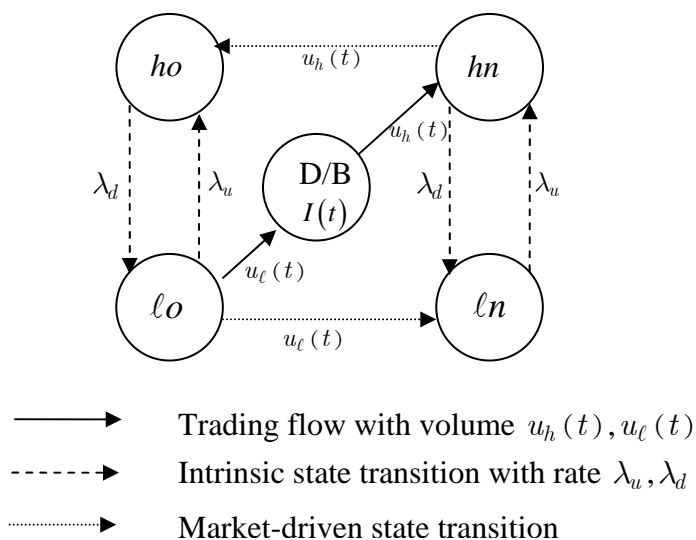 u_h(t)
ho
hn
D/B
I(t)
u_h(t)
λ_d
λ_u
λ_d
λ_u
u_ℓ(t)
ℓo
ℓn
u_ℓ(t)
Trading flow with volume u_h(t), u_ℓ(t)
Intrinsic state transition with rate λ_u, λ_d
Market-driven state transition